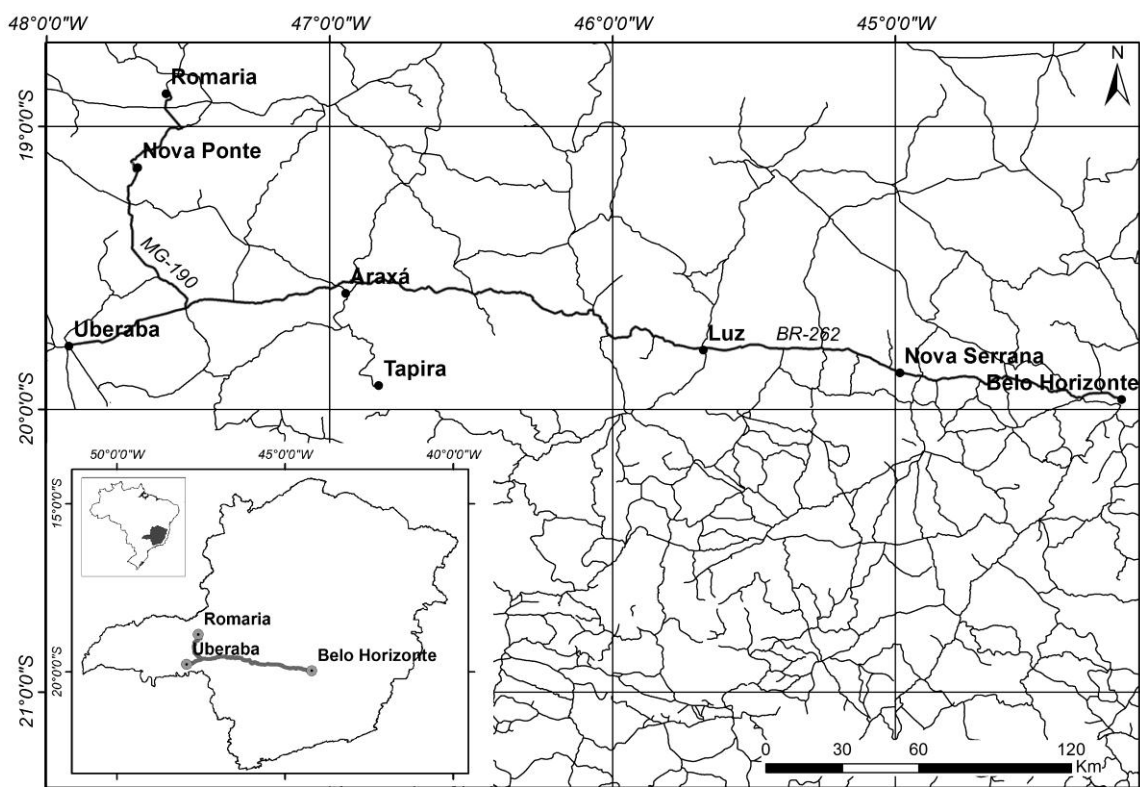 48°0'0"W
47°0'0"W
46°0'0"W
45°0'0"W
N
Romaria
19°0'0"S
Nova Ponte
MG-190
Araxá
Uberaba
Luz
BR-262
Nova Serrana
Tapira
Belo Horizonte
20°0'0"S
50°0'0"W
45°0'0"W
40°0'0"W
15°0'0"S
Romaria
Uberaba
Belo Horizonte
20°0'0"S
21°0'0"S
0 30 60 120
Km